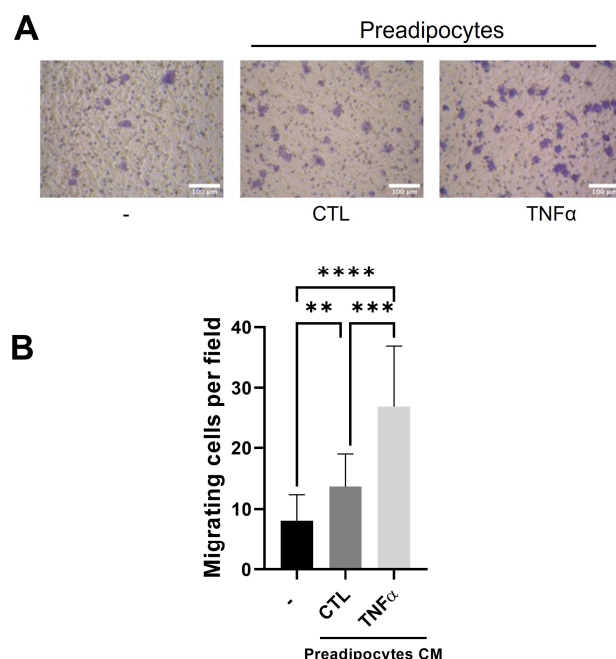 A
Preadipocytes
100 µm
100 µm
100 µm
-
CTL
TNFα
B
Migrating cells per field
40
30
20
10
0
****
**
***
-
CTL
TNFα
Preadipocytes CM